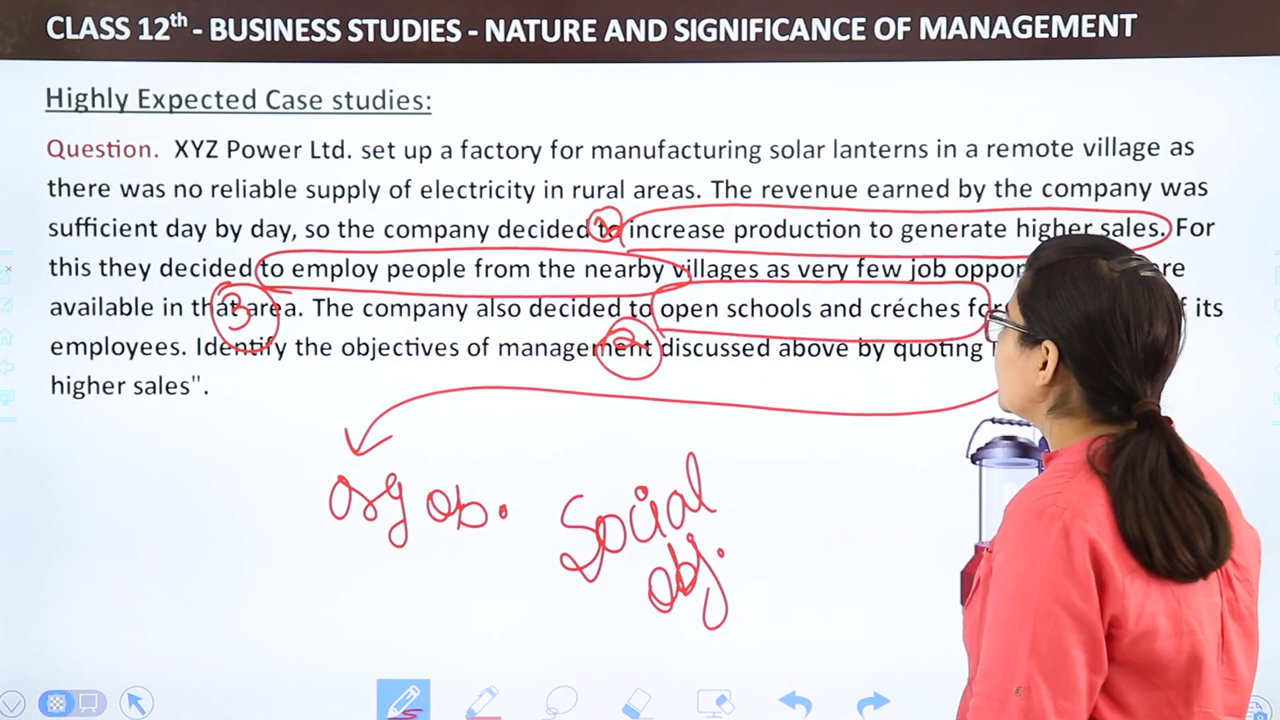 CLASS 12th - BUSINESS STUDIES - NATURE AND SIGNIFICANCE OF MANAGEMENT
Highly Expected Case studies:
Question. XYZ Power Ltd. set up a factory for manufacturing solar lanterns in a remote village as
there was no reliable supply of electricity in rural areas. The revenue earned by the company was
sufficient day by day, so the company decided to increase production to generate higher sales. For
this they decided to employ people from the nearby villages as very few job
available in that area. The company also decided to open schools and créches its
employees. Identify the objectives of management discussed above by quoting
higher sales".
3
2
org ob. Social
obj.